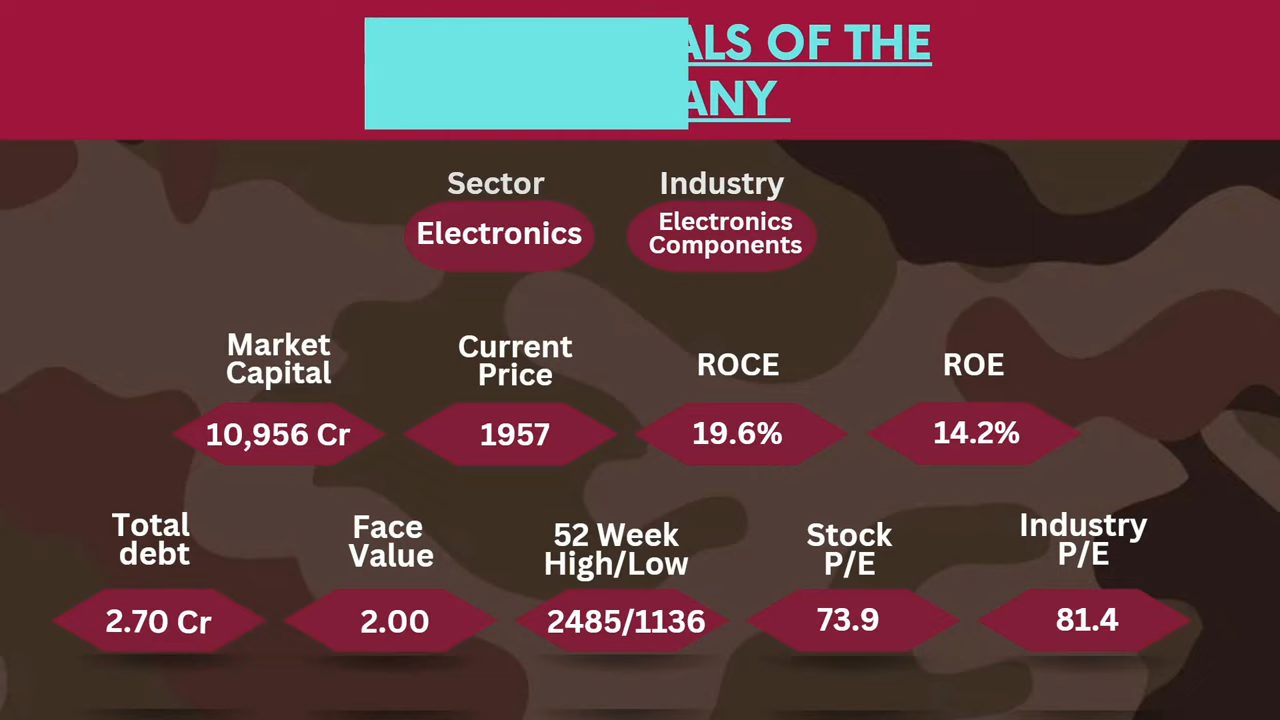 ALS OF THE
ANY
Sector
Industry
Electronics
Electronics
Components
Market
Capital
Current
Price
ROCE
ROE
10,956 Cr
1957
19.6%
14.2%
Total
debt
Face
Value
52 Week
High/Low
Stock
P/E
Industry
P/E
2.70 Cr
2.00
2485/1136
73.9
81.4